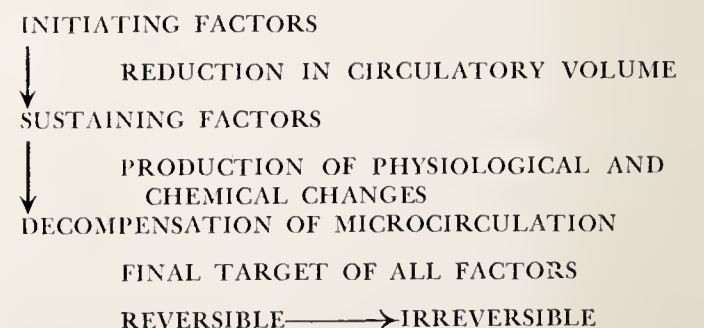 INITIATING FACTORS
REDUCTION IN CIRCULATORY VOLUME
SUSTAINING FACTORS
PRODUCTION OF PHYSIOLOGICAL AND
CHEMICAL CHANGES
DECOMPENSATION OF MICROCIRCULATION
FINAL TARGET OF ALL FACTORS
REVERSIBLE IRREVERSIBLE